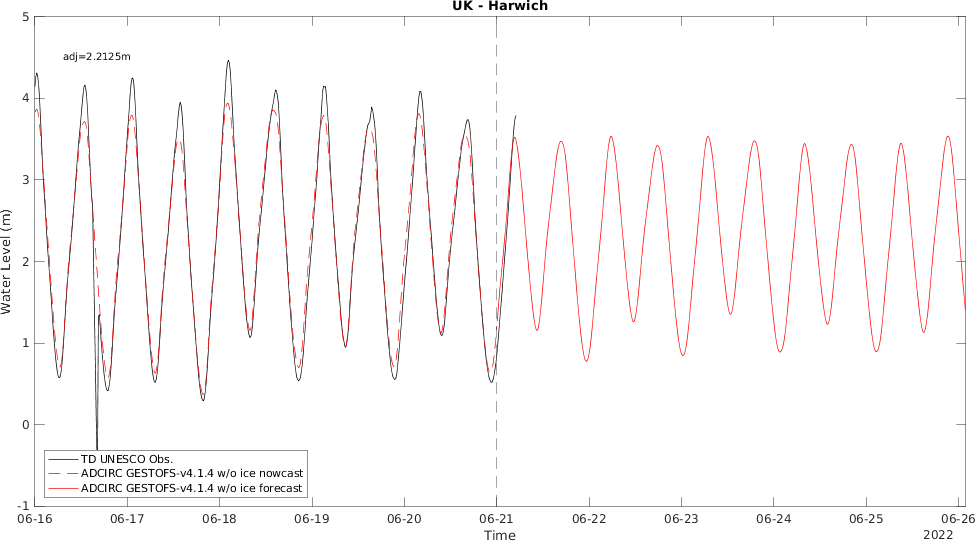 UK - Harwich
adj=2.2125m
5
4
3
2
1
0
-1
Water Level (m)
TD UNESCO Obs.
ADCIRC GESTOFS-v4.1.4 w/o ice nowcast
ADCIRC GESTOFS-v4.1.4 w/o ice forecast
06-16 06-17 06-18 06-19 06-20 06-21 06-22 06-23 06-24 06-25 06-26
Time
2022